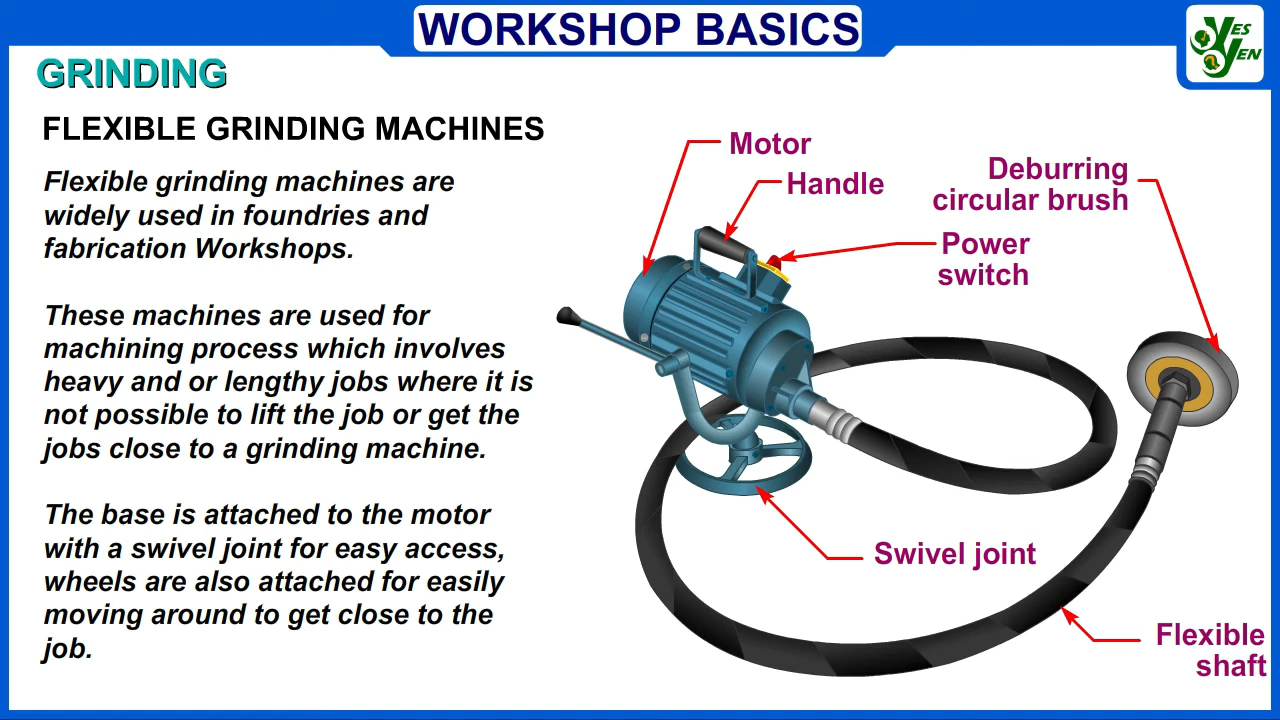 WORKSHOP BASICS
YES
YEN
GRINDING
FLEXIBLE GRINDING MACHINES
Flexible grinding machines are
widely used in foundries and
fabrication Workshops.
These machines are used for
machining process which involves
heavy and or lengthy jobs where it is
not possible to lift the job or get the
jobs close to a grinding machine.
The base is attached to the motor
with a swivel joint for easy access,
wheels are also attached for easily
moving around to get close to the
job.
Motor
Handle
Deburring
circular brush
Power
switch
Swivel joint
Flexible
shaft